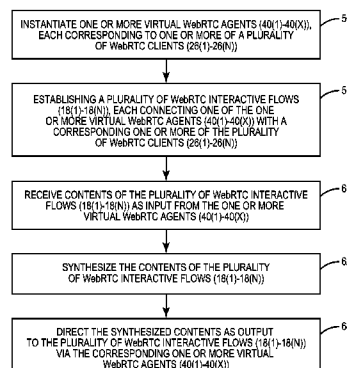 INSTANTIATE ONE OR MORE VIRTUAL WebRTC AGENTS (40(1)-40(X)),
EACH CORRESPONDING TO ONE OR MORE OF A PLURALITY
OF WebRTC CLIENTS (26(1)-26(N))
5
ESTABLISHING A PLURALITY OF WebRTC INTERACTIVE FLOWS
(18(1)-18(N)), EACH CONNECTING ONE OF THE ONE
OR MORE VIRTUAL WebRTC AGENTS (40(1)-40(X)) WITH A
CORRESPONDING ONE OR MORE OF THE PLURALITY
OF WebRTC CLIENTS (26(1)-26(N))
5
RECEIVE CONTENTS OF THE PLURALITY OF WebRTC INTERACTIVE
FLOWS (18(1)-18(N)) AS INPUT FROM THE ONE OR MORE
VIRTUAL WebRTC AGENTS (40(1)-40(X))
6
SYNTHESIZE THE CONTENTS OF THE PLURALITY
OF WebRTC INTERACTIVE FLOWS (18(1)-18(N))
6
DIRECT THE SYNTHESIZED CONTENTS AS OUTPUT
TO THE PLURALITY OF WebRTC INTERACTIVE FLOWS (18(1)-18(N))
VIA THE CORRESPONDING ONE OR MORE VIRTUAL
WebRTC AGENTS (40(1)-40(X))
6